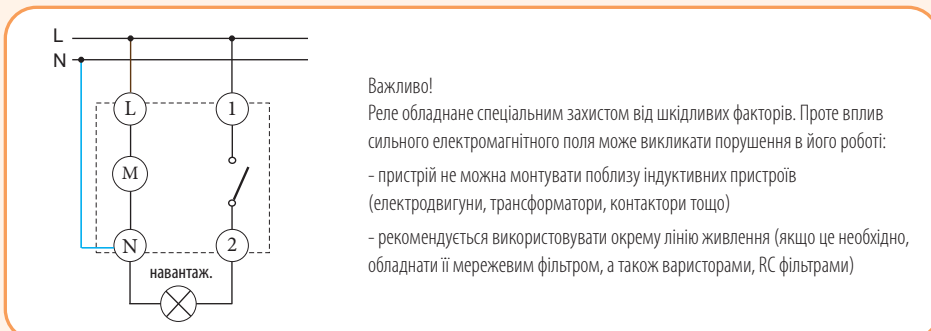 L
N
L
1
M
N
2
навантаж.
Важливо!
Реле обладнане спеціальним захистом від шкідливих факторів. Проте вплив
сильного електромагнітного поля може викликати порушення в його роботі:
- пристрій не можна монтувати поблизу індуктивних пристроїв
(електродвигуни, трансформатори, контактори тощо)
- рекомендується використовувати окрему лінію живлення (якщо це необхідно,
обладнати її мережевим фільтром, а також варисторами, RC фільтрами)